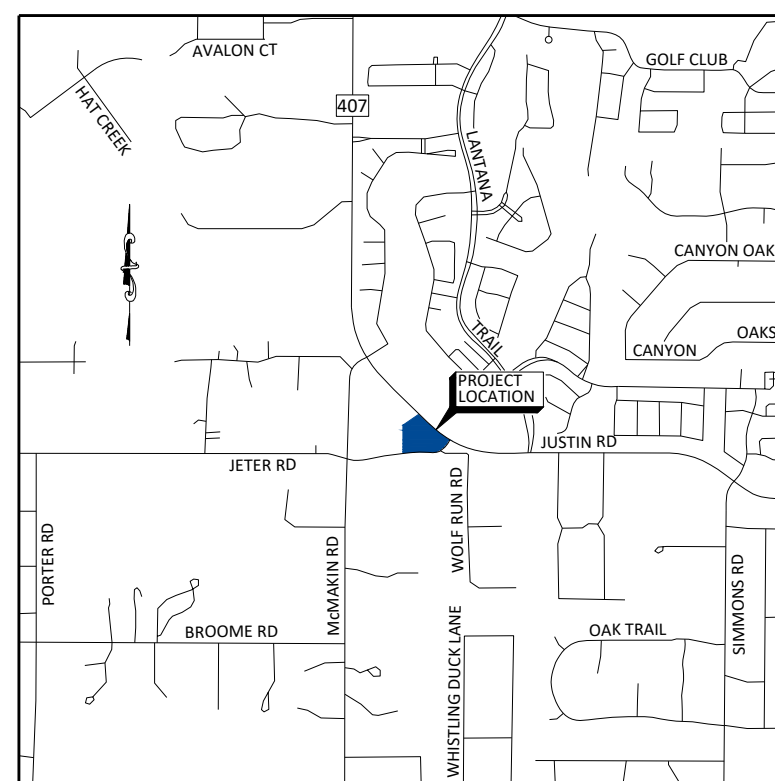 AVALON CT
GOLF CLUB
HAT CREEK
407
LANTANA
CANYON OAK
OAKS
CANYON
TRAIL
PROJECT
LOCATION
JUSTIN RD
JETER RD
WOLF RUN RD
PORTER RD
McMAKIN RD
SIMMONS RD
BROOME RD
OAK TRAIL
WHISTLING DUCK LANE